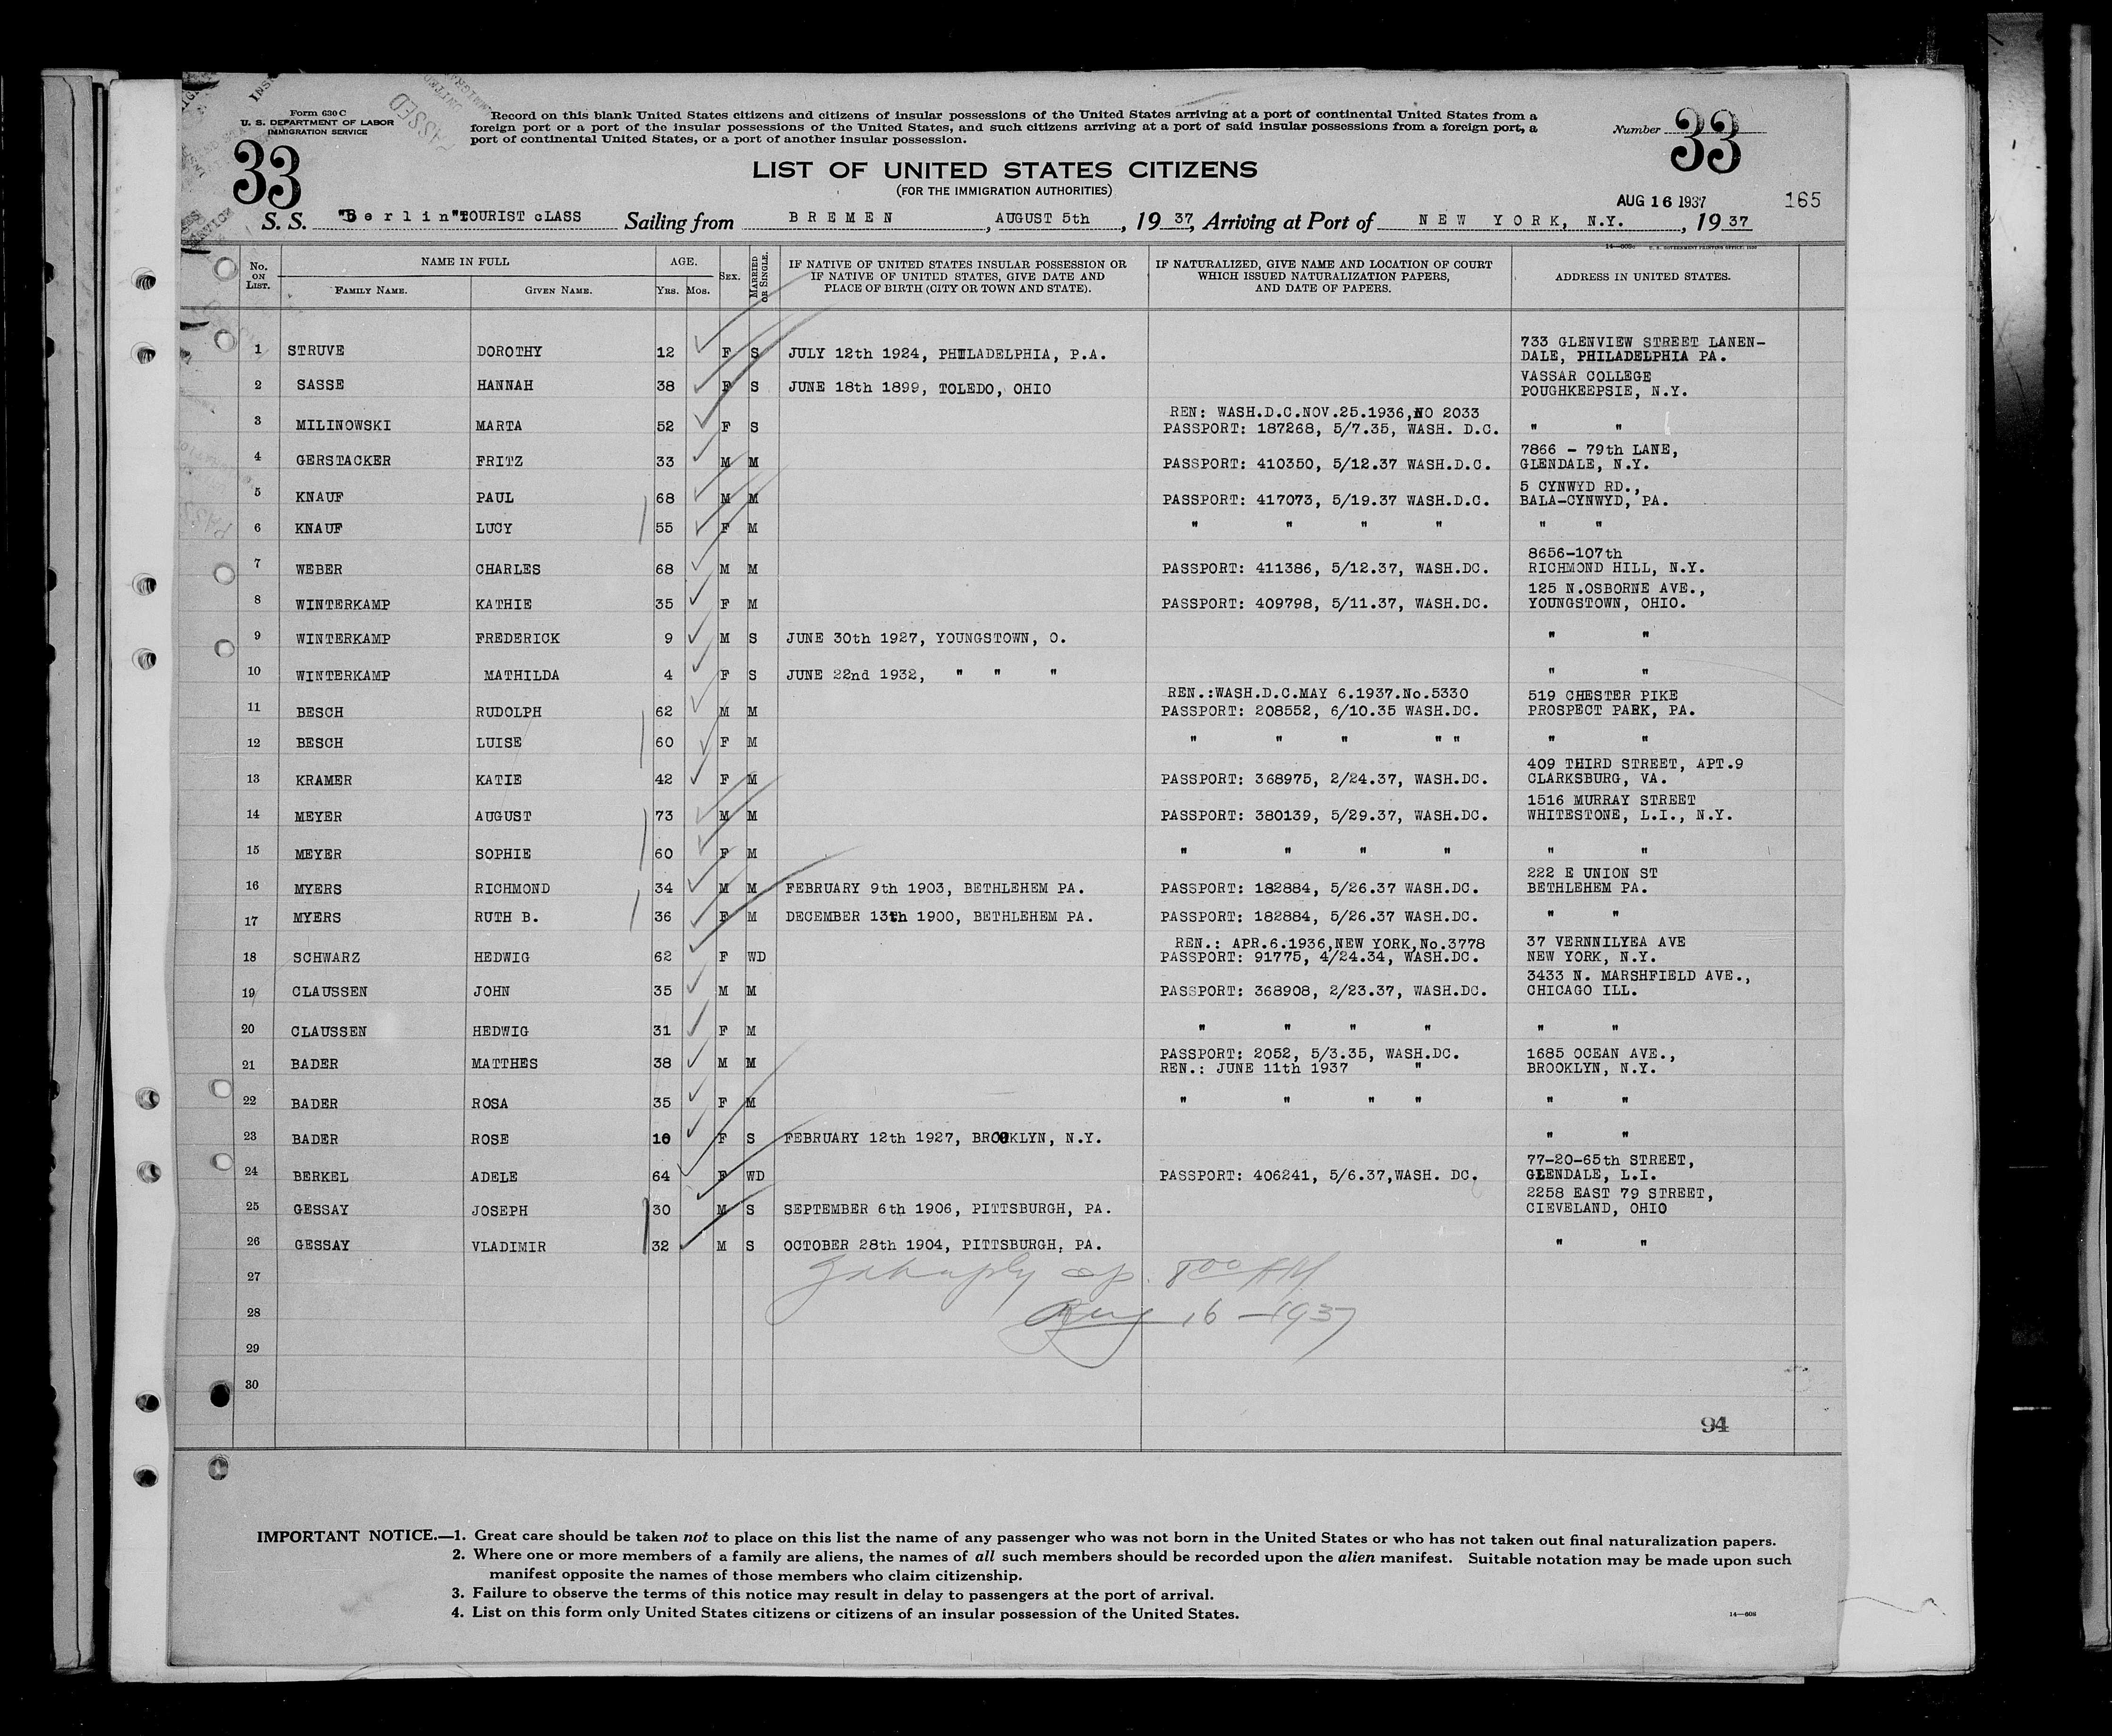 Form 630 C
U. S. DEPARTMENT OF LABOR
IMMIGRATION SERVICE
33
PASSED
Record on this blank United States citizens and citizens of insular possessions of the United States arriving at a port of continental United States from a
foreign port or a port of the insular possessions of the United States, and such citizens arriving at a port of said insular possessions from a foreign port, a
port of continental United States, or a port of another insular possession.
Number 33
LIST OF UNITED STATES CITIZENS
(FOR THE IMMIGRATION AUTHORITIES)
AUG 16 1937 165
S. S. "Berlin" TOURIST cLASS Sailing from BREMEN, AUGUST 5th, 19 37, Arriving at Port of NEW YORK, N.Y., 19 37
No. ON LIST. NAME IN FULL FAMILY NAME. GIVEN NAME. AGE. YRS. MOS. SEX. MARRIED OR SINGLE. IF NATIVE OF UNITED STATES INSULAR POSSESSION OR IF NATIVE OF UNITED STATES, GIVE DATE AND PLACE OF BIRTH (CITY OR TOWN AND STATE). IF NATURALIZED, GIVE NAME AND LOCATION OF COURT WHICH ISSUED NATURALIZATION PAPERS, AND DATE OF PAPERS. ADDRESS IN UNITED STATES.
733 GLENVIEW STREET LANEN-
1 STRUVE DOROTHY 12 F S JULY 12th 1924, PHILADELPHIA, P.A. DALE, PHILADELPHIA PA.
VASSAR COLLEGE
2 SASSE HANNAH 38 F S JUNE 18th 1899, TOLEDO, OHIO POUGHKEEPSIE, N.Y.
REN: WASH.D.C.NOV.25.1936,NO 2033
3 MILINOWSKI MARTA 52 F S PASSPORT: 187268, 5/7.35, WASH. D.C. " "
7866 - 79th LANE,
4 GERSTACKER FRITZ 33 M M PASSPORT: 410350, 5/12.37 WASH.D.C. GLENDALE, N.Y.
5 CYNWYD RD.,
5 KNAUF PAUL 68 M M PASSPORT: 417073, 5/19.37 WASH.D.C. BALA-CYNWYD, PA.
6 KNAUF LUCY 55 F M " " " " " "
8656-107th
7 WEBER CHARLES 68 M M PASSPORT: 411386, 5/12.37, WASH.DC. RICHMOND HILL, N.Y.
125 N.OSBORNE AVE.,
8 WINTERKAMP KATHIE 35 F M PASSPORT: 409798, 5/11.37, WASH.DC. YOUNGSTOWN, OHIO.
9 WINTERKAMP FREDERICK 9 M S JUNE 30th 1927, YOUNGSTOWN, O. " "
10 WINTERKAMP MATHILDA 4 F S JUNE 22nd 1932, " " " " "
REN.:WASH.D.C.MAY 6.1937.No.5330 519 CHESTER PIKE
11 BESCH RUDOLPH 62 M M PASSPORT: 208552, 6/10.35 WASH.DC. PROSPECT PARK, PA.
12 BESCH LUISE 60 F M " " " " " " "
409 THIRD STREET, APT.9
13 KRAMER KATIE 42 F M PASSPORT: 368975, 2/24.37, WASH.DC. CLARKSBURG, VA.
1516 MURRAY STREET
14 MEYER AUGUST 73 M M PASSPORT: 380139, 5/29.37, WASH.DC. WHITESTONE, L.I., N.Y.
15 MEYER SOPHIE 60 F M " " " " " "
222 E UNION ST
16 MYERS RICHMOND 34 M M FEBRUARY 9th 1903, BETHLEHEM PA. PASSPORT: 182884, 5/26.37 WASH.DC. BETHLEHEM PA.
17 MYERS RUTH B. 36 F M DECEMBER 13th 1900, BETHLEHEM PA. PASSPORT: 182884, 5/26.37 WASH.DC. " "
REN.: APR.6.1936,NEW YORK,No.3778 37 VERNNILYEA AVE
18 SCHWARZ HEDWIG 62 F WD PASSPORT: 91775, 4/24.34, WASH.DC. NEW YORK, N.Y.
3433 N. MARSHFIELD AVE.,
19 CLAUSSEN JOHN 35 M M PASSPORT: 368908, 2/23.37, WASH.DC. CHICAGO ILL.
20 CLAUSSEN HEDWIG 31 F M " " " " " "
PASSPORT: 2052, 5/3.35, WASH.DC. 1685 OCEAN AVE.,
21 BADER MATTHES 38 M M REN.: JUNE 11th 1937 " BROOKLYN, N.Y.
22 BADER ROSA 35 F M " " " " " "
23 BADER ROSE 10 F S FEBRUARY 12th 1927, BROOKLYN, N.Y. " "
77-20-65th STREET,
24 BERKEL ADELE 64 F WD PASSPORT: 406241, 5/6.37,WASH. DC. GLENDALE, L.I.
2258 EAST 79 STREET,
25 GESSAY JOSEPH 30 M S SEPTEMBER 6th 1906, PITTSBURGH, PA. CIEVELAND, OHIO
26 GESSAY VLADIMIR 32 M S OCTOBER 28th 1904, PITTSBURGH, PA. " "
27 8 00 AM
28 Aug 16-1937
29
30
94
IMPORTANT NOTICE.—1. Great care should be taken not to place on this list the name of any passenger who was not born in the United States or who has not taken out final naturalization papers.
2. Where one or more members of a family are aliens, the names of all such members should be recorded upon the alien manifest. Suitable notation may be made upon such
manifest opposite the names of those members who claim citizenship.
3. Failure to observe the terms of this notice may result in delay to passengers at the port of arrival.
4. List on this form only United States citizens or citizens of an insular possession of the United States.
14—608